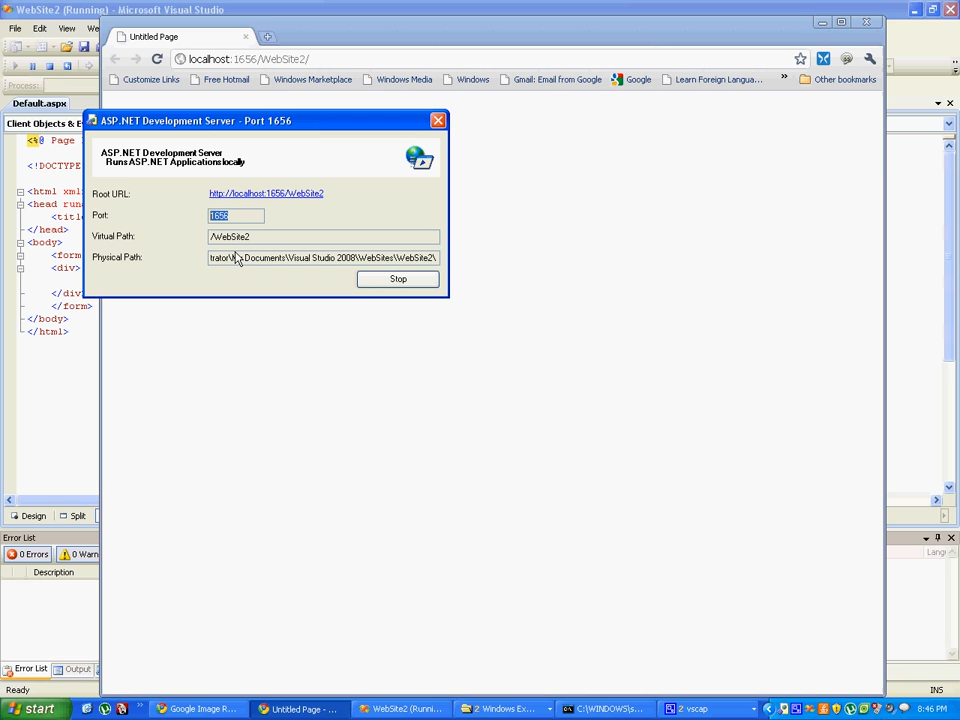 WebSite2 (Running) - Microsoft Visual Studio
File Edit View
Untitled Page
localhost:1656/WebSite2/
Process:
Customize Links Free Hotmail Windows Marketplace Windows Media Windows Gmail: Email from Google Google Learn Foreign Langua... » Other bookmarks
Default.aspx
Client Objects & E
ASP.NET Development Server - Port 1656
<%@ Page
ASP.NET Development Server
Runs ASP.NET Applications locally
<!DOCTYPE
Root URL: http://localhost:1656/WebSite2
<html xml
<head run
Port: 1656
<titl
</head>
Virtual Path: /WebSite2
<body>
<form
Physical Path: Documents\Visual Studio 2008\WebSites\WebSite2\
<div>
Stop
</div
</form>
</body>
</html>
Design Split
Error List
0 Errors 0 Warn
Description
Error List Output
Ready INS
start Google Image R... Untitled Page - ... WebSite2 (Runni... 2 Windows Ex... C:\WINDOWS\s... 2 vscap 8:46 PM